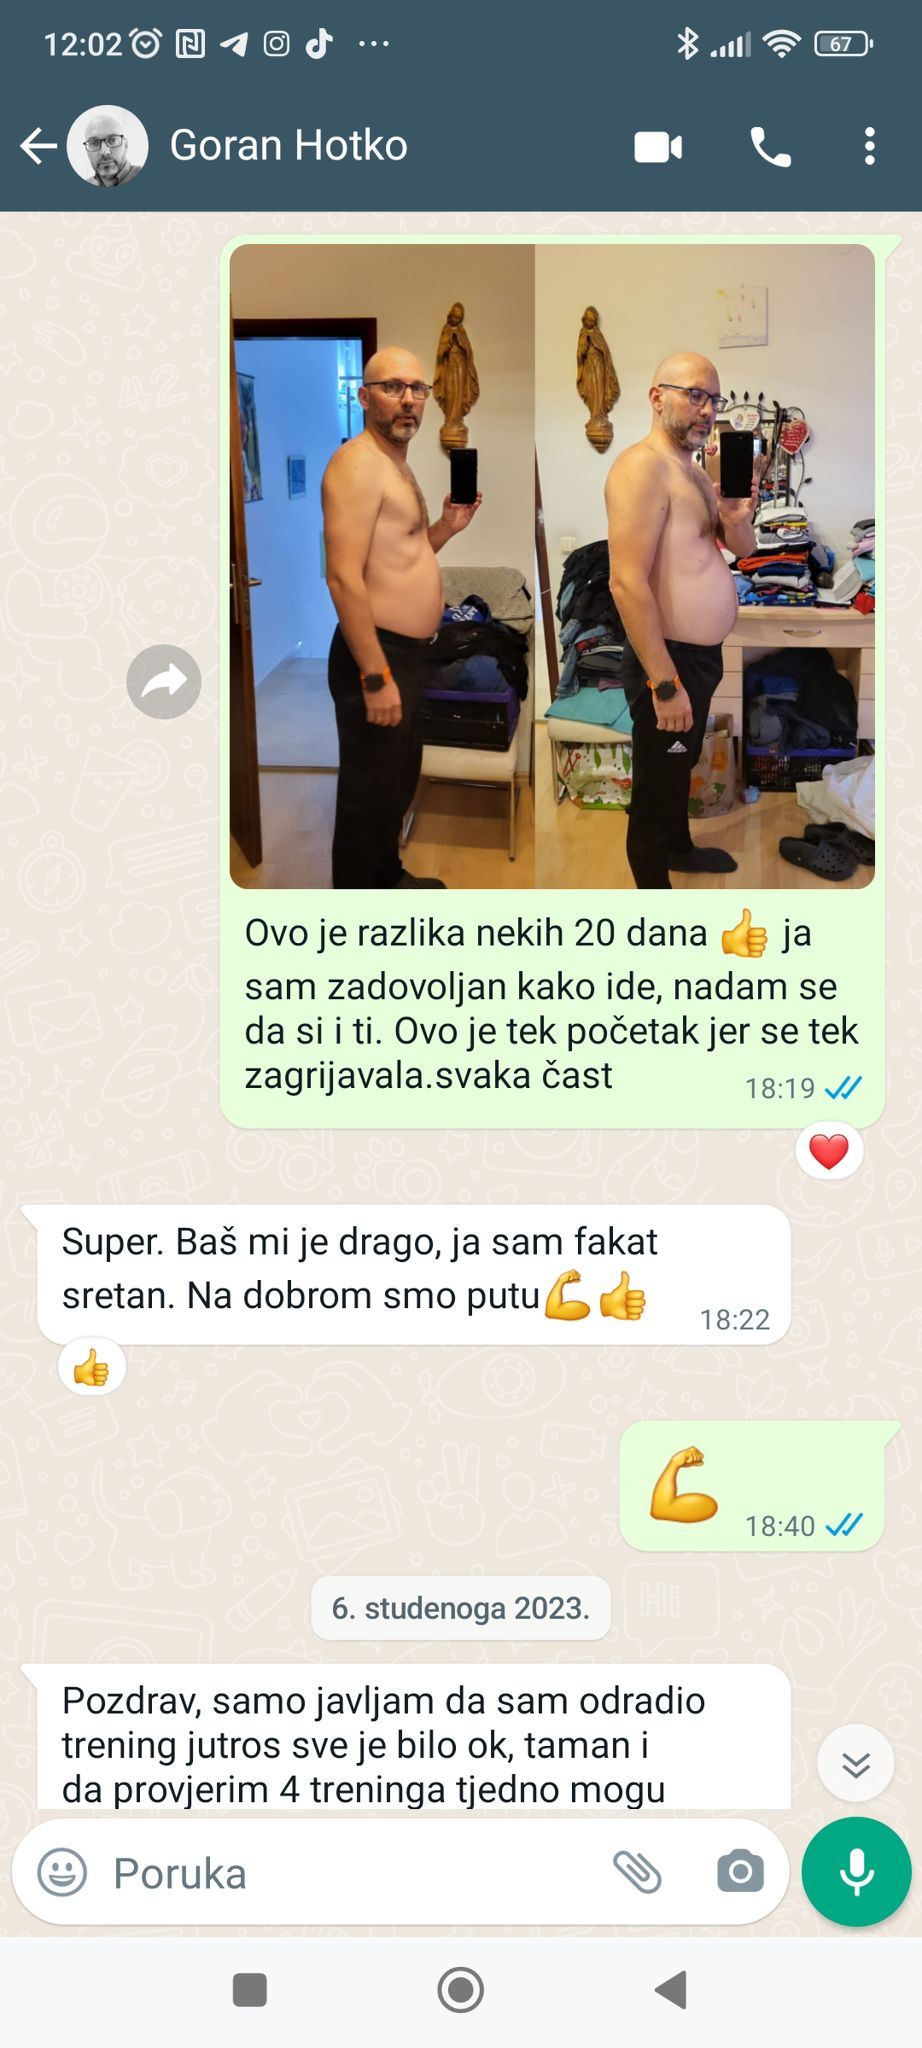 12:02
67
Goran Hotko
Ovo je razlika nekih 20 dana 👍 ja
sam zadovoljan kako ide, nadam se
da si i ti. Ovo je tek početak jer se tek
zagrijavala.svaka čast
18:19
Super. Baš mi je drago, ja sam fakat
sretan. Na dobrom smo putu💪👍
18:22
💪
18:40
6. studenoga 2023.
Pozdrav, samo javljam da sam odradio
trening jutros sve je bilo ok, taman i
da provjerim 4 treninga tjedno mogu
Poruka